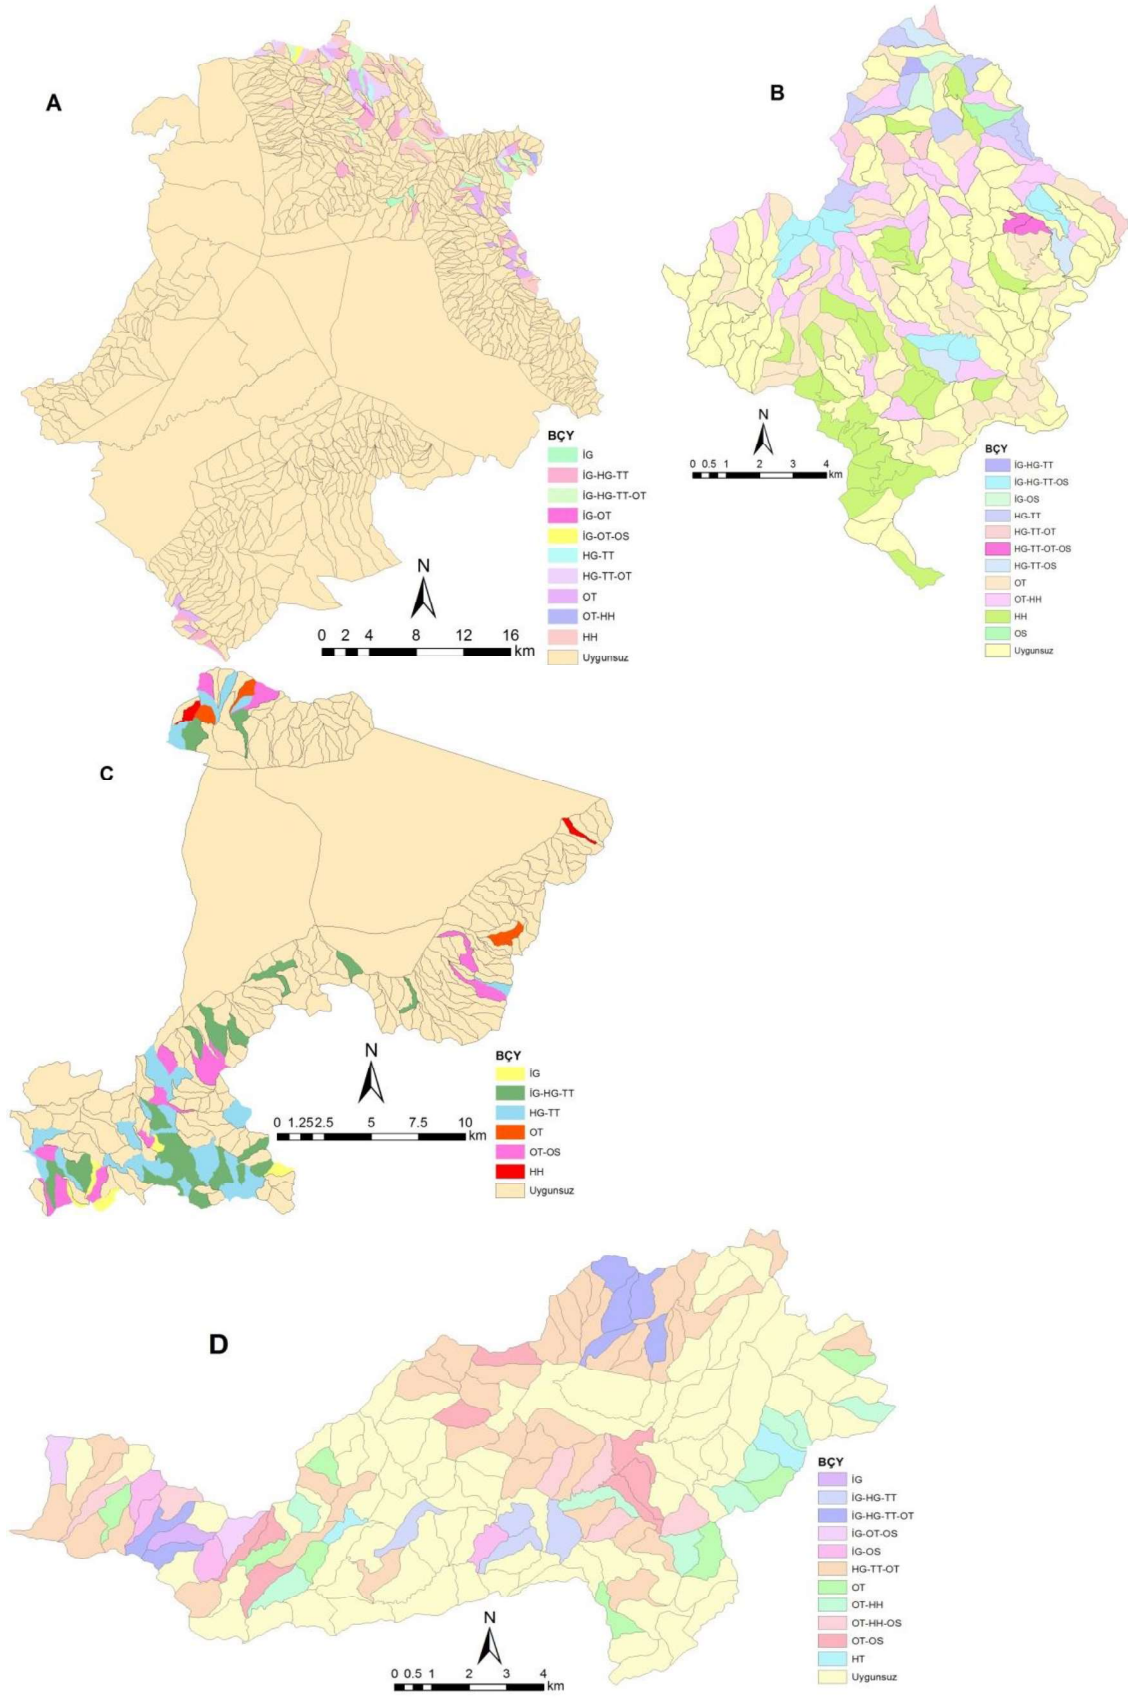 A
BÇY
İG
İG-HG-TT
İG-HG-TT-OT
İG-OT
İG-OT-OS
HG-TT
HG-TT-OT
OT
OT-HH
HH
Uygunsuz
N
0 2 4 8 12 16
km
B
N
0 0.5 1 2 3 4
km
BÇY
İG-HG-TT
İG-HG-TT-OS
İG-OS
HG-TT
HG-TT-OT
HG-TT-OT-OS
HG-TT-OS
OT
OT-HH
HH
OS
Uygunsuz
C
N
0 1.252.5 5 7.5 10
km
BÇY
İG
İG-HG-TT
HG-TT
OT
OT-OS
HH
Uygunsuz
D
N
0 0.5 1 2 3 4
km
BÇY
İG
İG-HG-TT
İG-HG-TT-OT
İG-OT-OS
İG-OS
HG-TT-OT
OT
OT-HH
OT-HH-OS
OT-OS
HT
Uygunsuz